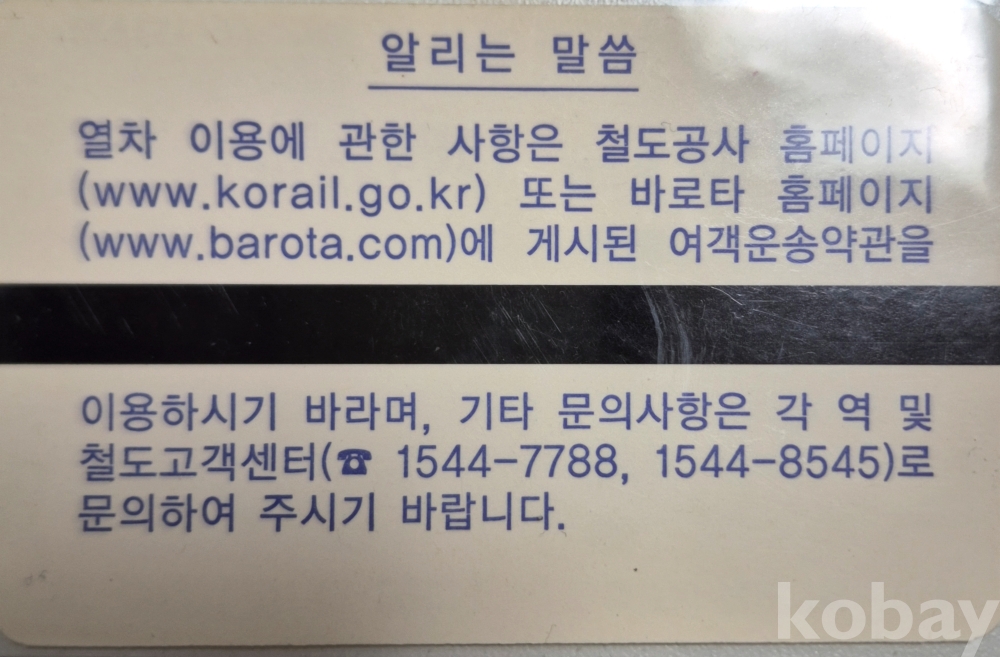 알리는 말씀
열차 이용에 관한 사항은 철도공사 홈페이지
(www.korail.go.kr) 또는 바로타 홈페이지
(www.barota.com)에 게시된 여객운송약관을
이용하시기 바라며, 기타 문의사항은 각 역 및
철도고객센터(☎ 1544-7788, 1544-8545)로
문의하여 주시기 바랍니다.
kobay